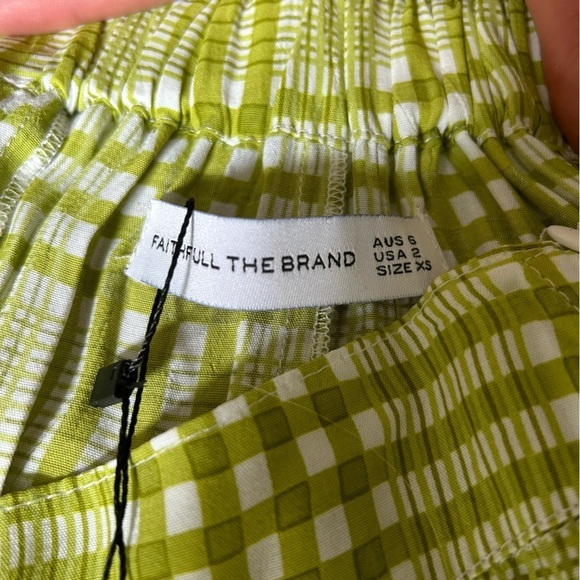 FAITHFULL THE BRAND
AUS 6
USA 2
SIZE XS